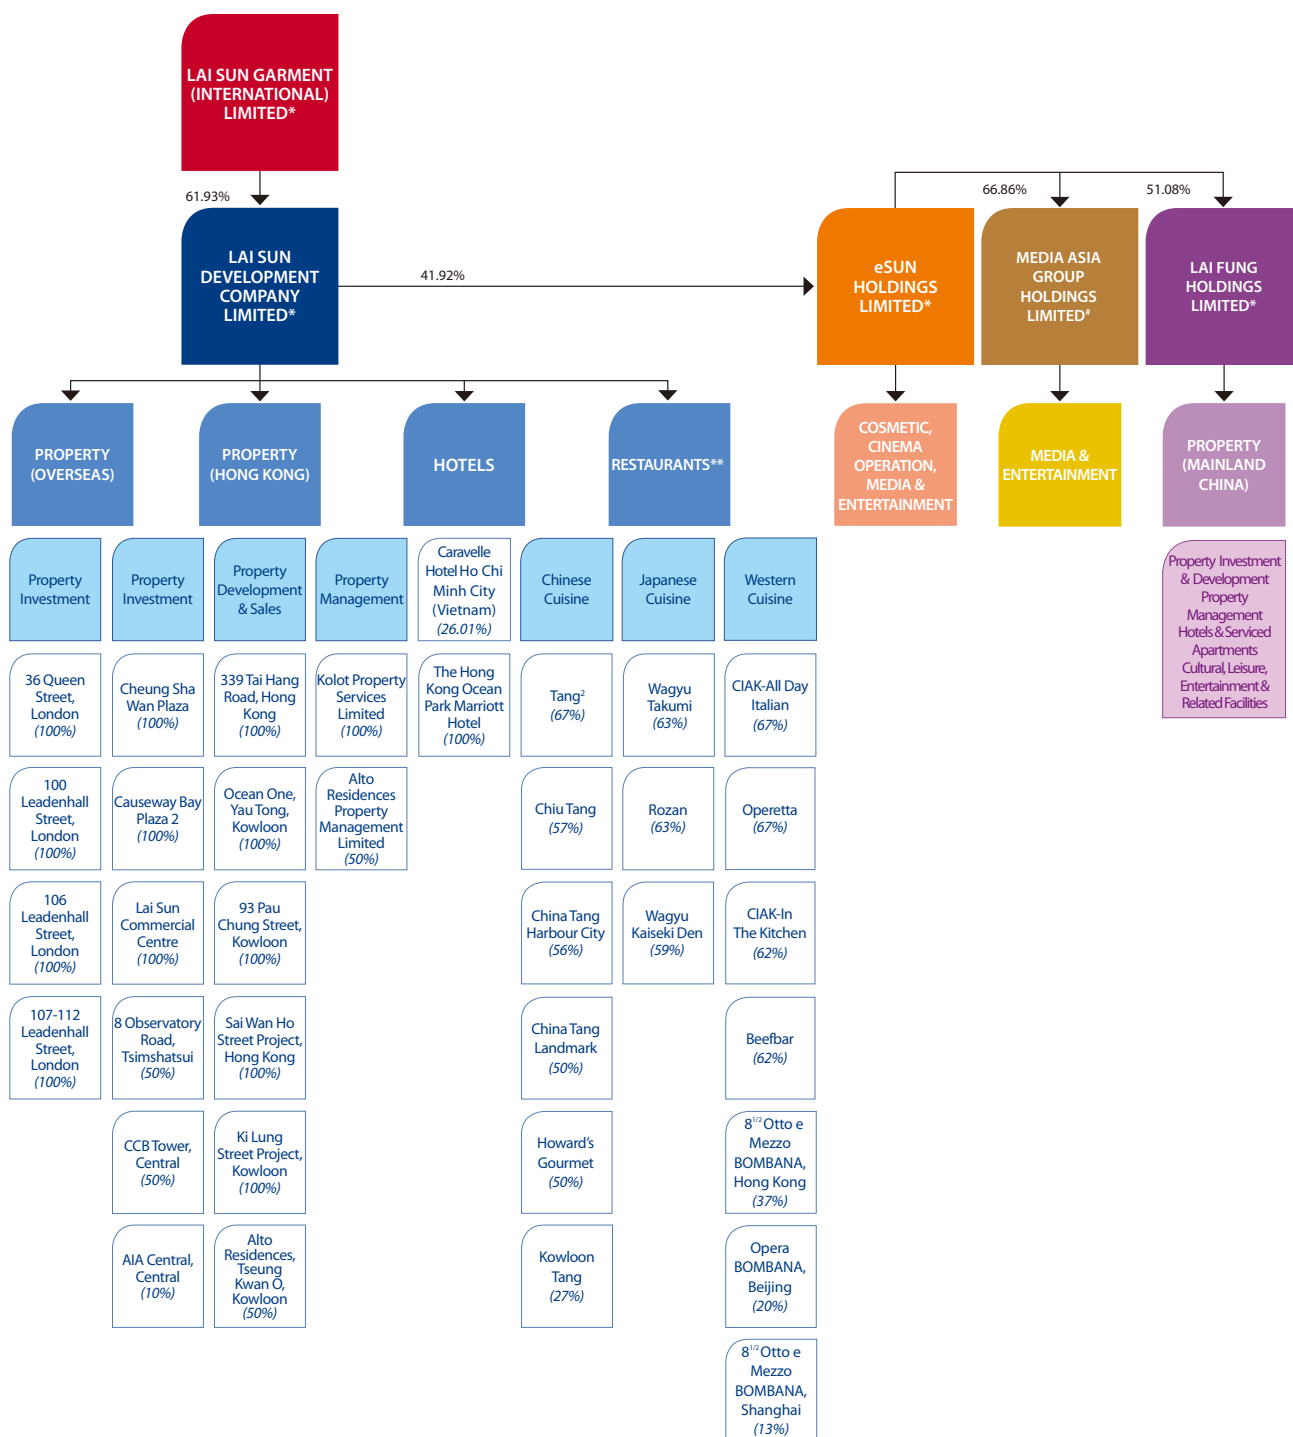 LAI SUN GARMENT
(INTERNATIONAL)
LIMITED*
61.93%
66.86%
51.08%
LAI SUN
DEVELOPMENT
COMPANY
LIMITED*
41.92%
eSUN
HOLDINGS
LIMITED*
MEDIA ASIA
GROUP
HOLDINGS
LIMITED#
LAI FUNG
HOLDINGS
LIMITED*
PROPERTY
(OVERSEAS)
PROPERTY
(HONG KONG)
HOTELS
RESTAURANTS**
COSMETIC,
CINEMA
OPERATION,
MEDIA &
ENTERTAINMENT
MEDIA &
ENTERTAINMENT
PROPERTY
(MAINLAND
CHINA)
Property
Investment
Property
Investment
Property
Development
& Sales
Property
Management
Caravelle
Hotel Ho Chi
Minh City
(Vietnam)
(26.01%)
Chinese
Cuisine
Japanese
Cuisine
Western
Cuisine
Property Investment
& Development
Property
Management
Hotels & Serviced
Apartments
Cultural, Leisure,
Entertainment &
Related Facilities
36 Queen
Street,
London
(100%)
Cheung Sha
Wan Plaza
(100%)
339 Tai Hang
Road, Hong
Kong
(100%)
Kolot Property
Services
Limited
(100%)
The Hong
Kong Ocean
Park Marriott
Hotel
(100%)
Tang²
(67%)
Wagyu
Takumi
(63%)
CIAK-All Day
Italian
(67%)
100
Leadenhall
Street,
London
(100%)
Causeway Bay
Plaza 2
(100%)
Ocean One,
Yau Tong,
Kowloon
(100%)
Alto
Residences
Property
Management
Limited
(50%)
Chiu Tang
(57%)
Rozan
(63%)
Operetta
(67%)
106
Leadenhall
Street,
London
(100%)
Lai Sun
Commercial
Centre
(100%)
93 Pau
Chung Street,
Kowloon
(100%)
China Tang
Harbour City
(56%)
Wagyu
Kaiseki Den
(59%)
CIAK-In
The Kitchen
(62%)
107-112
Leadenhall
Street,
London
(100%)
8 Observatory
Road,
Tsimshatsui
(50%)
Sai Wan Ho
Street Project,
Hong Kong
(100%)
China Tang
Landmark
(50%)
Beefbar
(62%)
CCB Tower,
Central
(50%)
Ki Lung
Street Project,
Kowloon
(100%)
Howard's
Gourmet
(50%)
8 1/2 Otto e
Mezzo
BOMBANA,
Hong Kong
(37%)
AIA Central,
Central
(10%)
Alto
Residences,
Tseung
Kwan O,
Kowloon
(50%)
Kowloon
Tang
(27%)
Opera
BOMBANA,
Beijing
(20%)
8 1/2 Otto e
Mezzo
BOMBANA,
Shanghai
(13%)